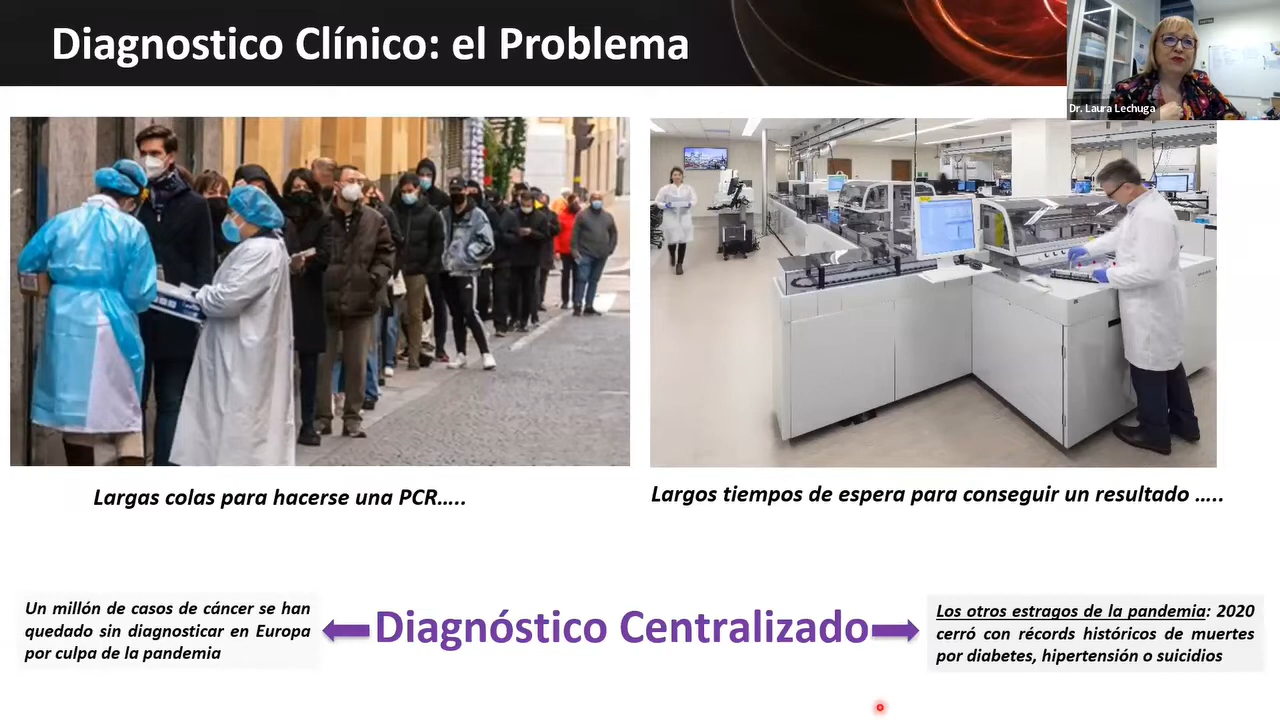 Diagnostico Clínico: el Problema
Dr. Laura Lechuga
Largas colas para hacerse una PCR…..
Largos tiempos de espera para conseguir un resultado …..
Un millón de casos de cáncer se han
quedado sin diagnosticar en Europa
por culpa de la pandemia
Diagnóstico Centralizado
Los otros estragos de la pandemia: 2020
cerró con récords históricos de muertes
por diabetes, hipertensión o suicidios